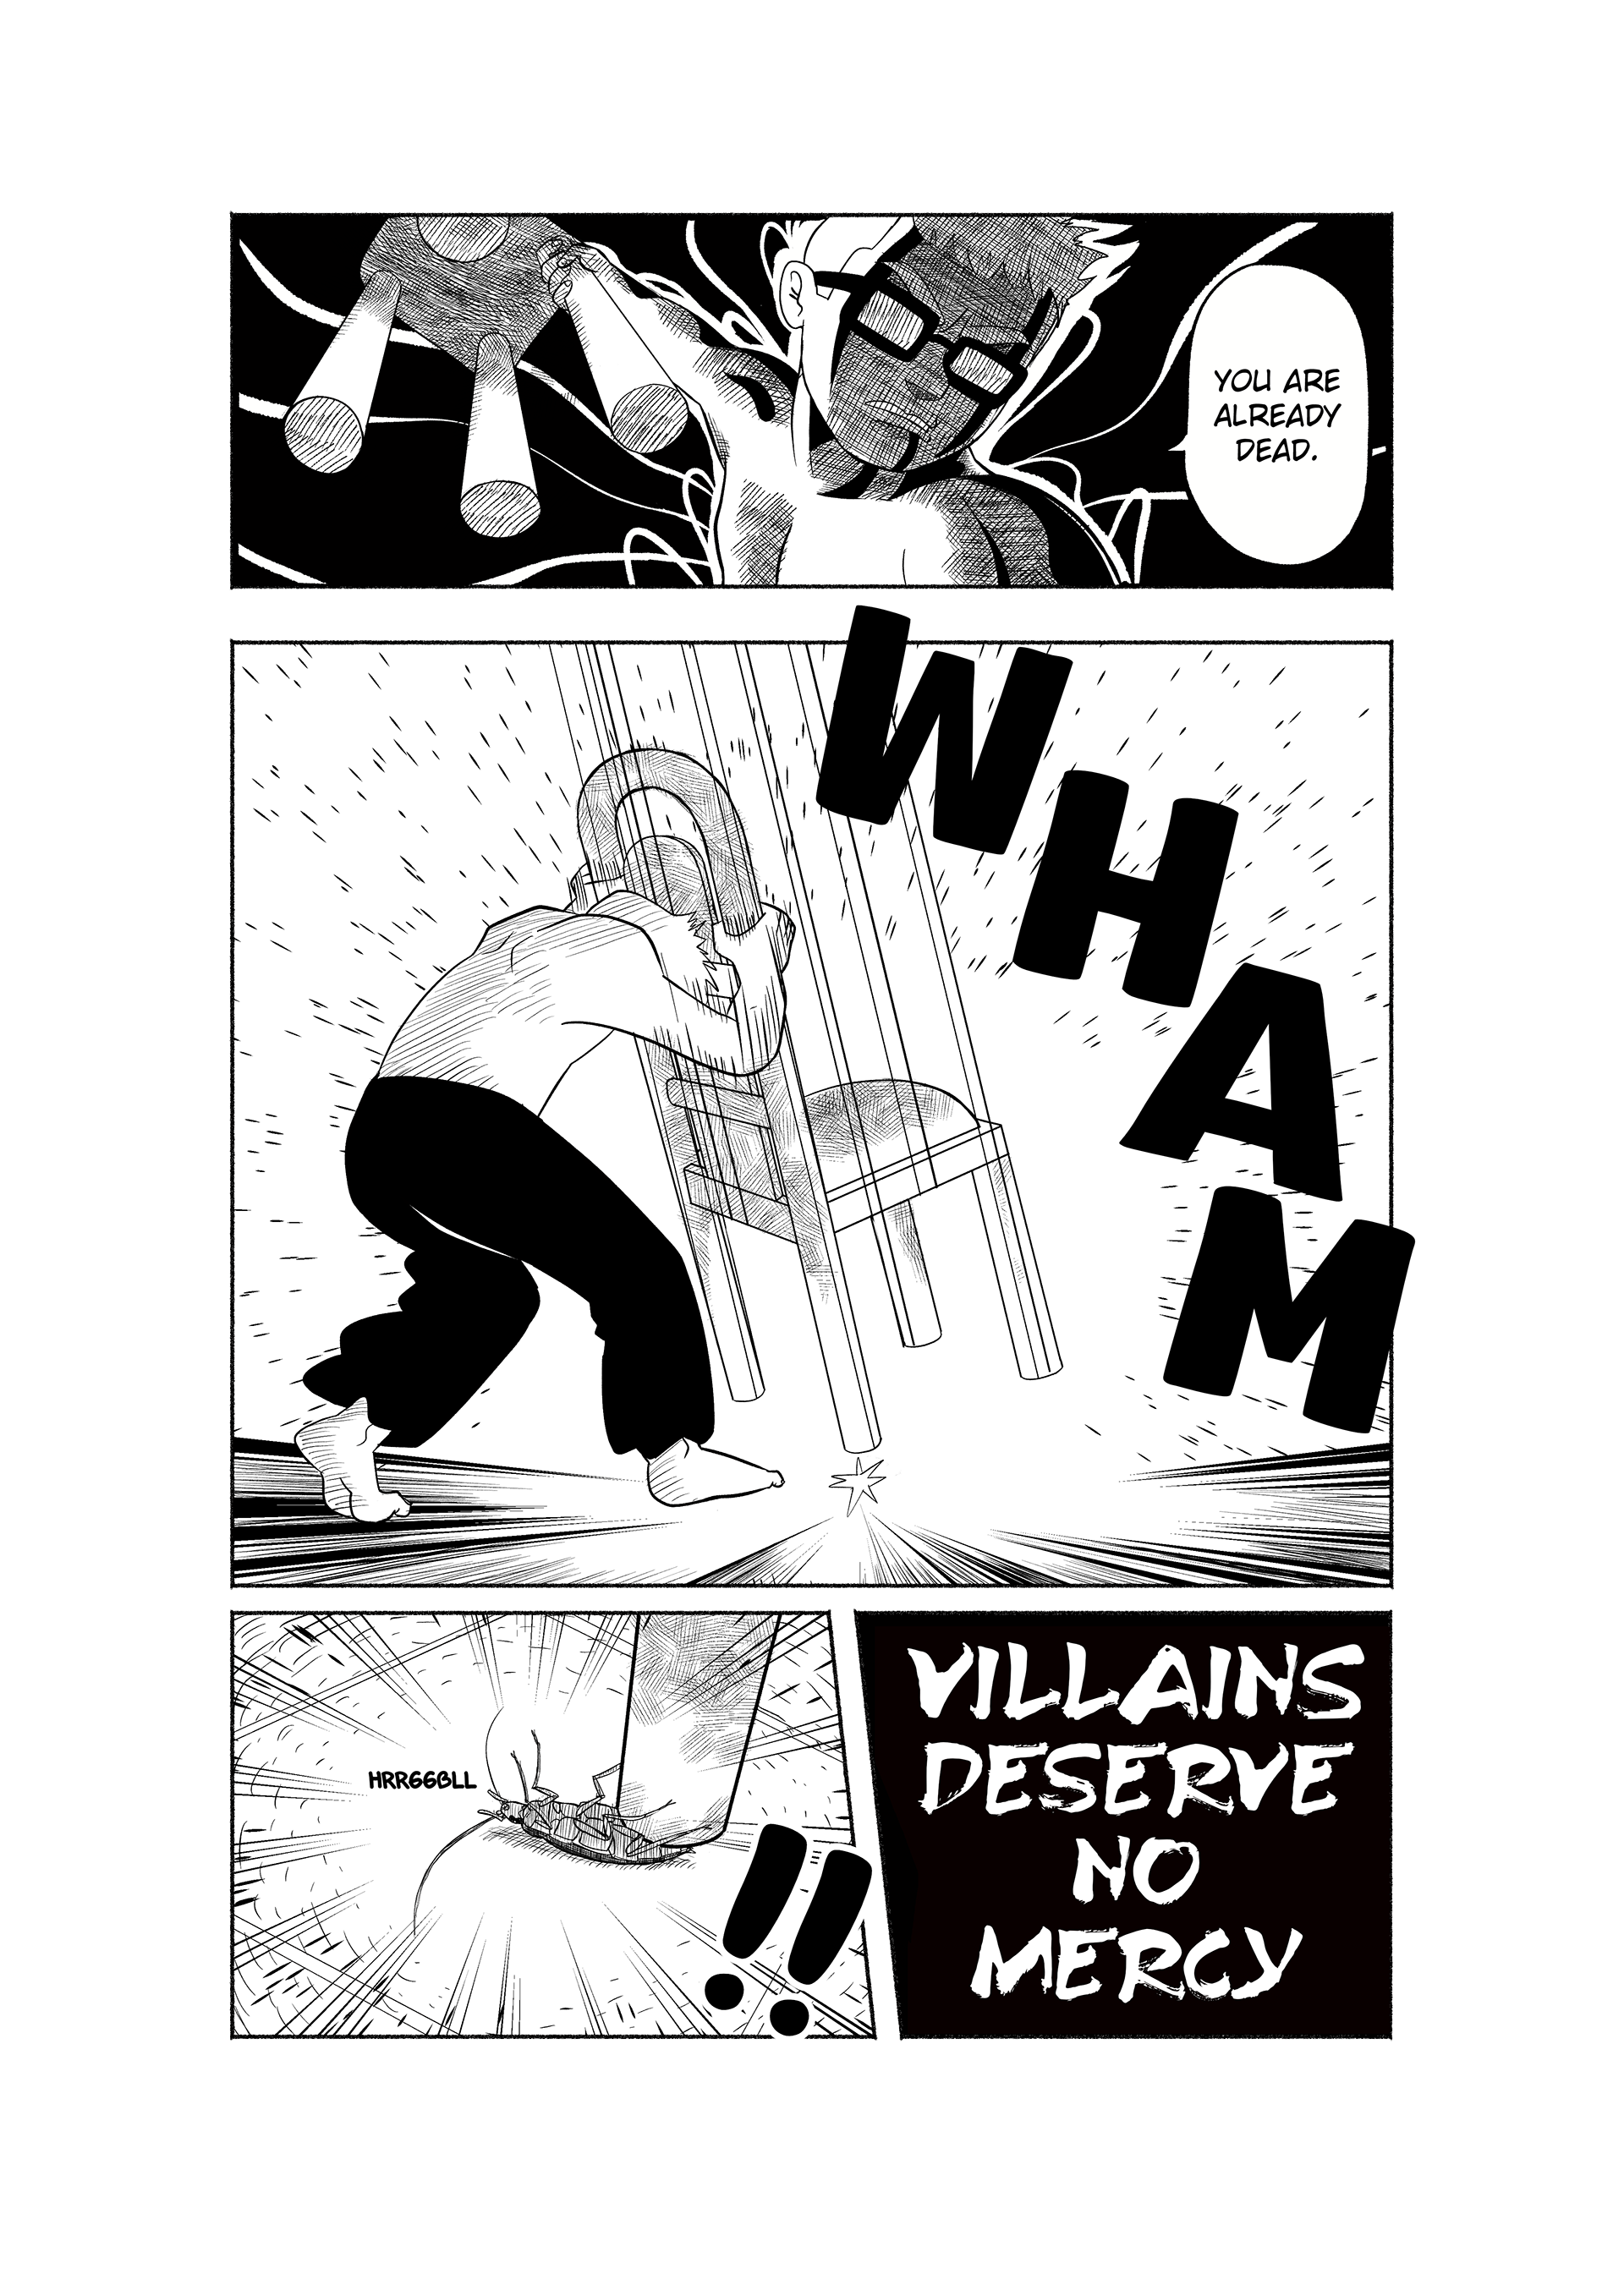 YOU ARE
ALREADY
DEAD.
WHAM
HRRGGBLL
!!
VILLAINS
DESERVE
NO
MERCY